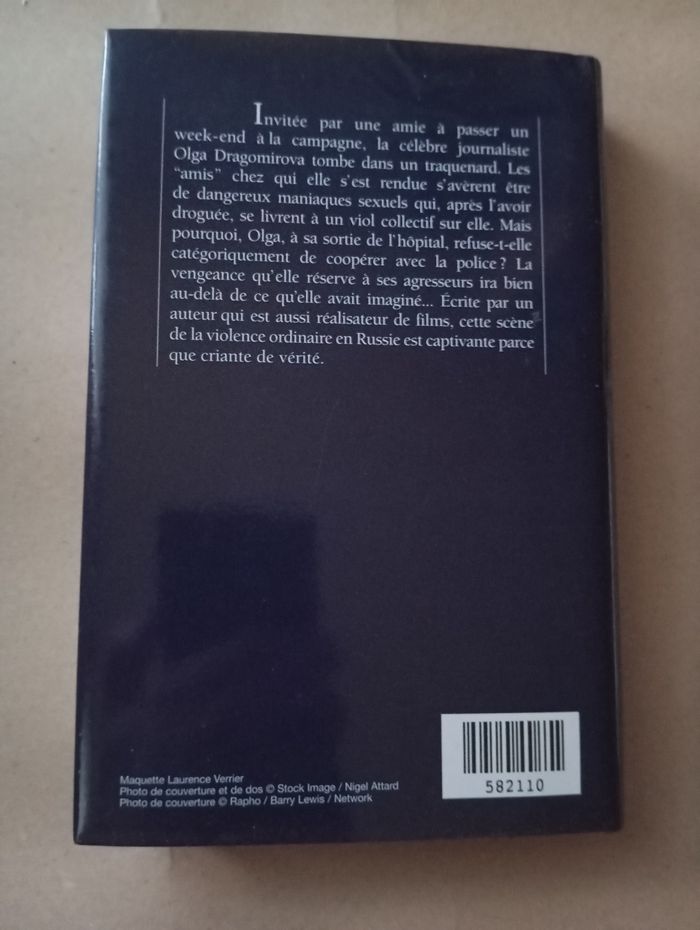 Invitée par une amie à passer un
week-end à la campagne, la célèbre journaliste
Olga Dragomirova tombe dans un traquenard. Les
“amis” chez qui elle s'est rendue s'avèrent être
de dangereux maniaques sexuels qui, après l'avoir
droguée, se livrent à un viol collectif sur elle. Mais
pourquoi, Olga, à sa sortie de l'hôpital, refuse-t-elle
catégoriquement de coopérer avec la police ? La
vengeance qu'elle réserve à ses agresseurs ira bien
au-delà de ce qu'elle avait imaginé... Écrite par un
auteur qui est aussi réalisateur de films, cette scène
de la violence ordinaire en Russie est captivante parce
que criante de vérité.
Maquette Laurence Verrier
Photo de couverture et de dos © Stock Image / Nigel Attard
Photo de couverture © Rapho / Barry Lewis / Network
582110